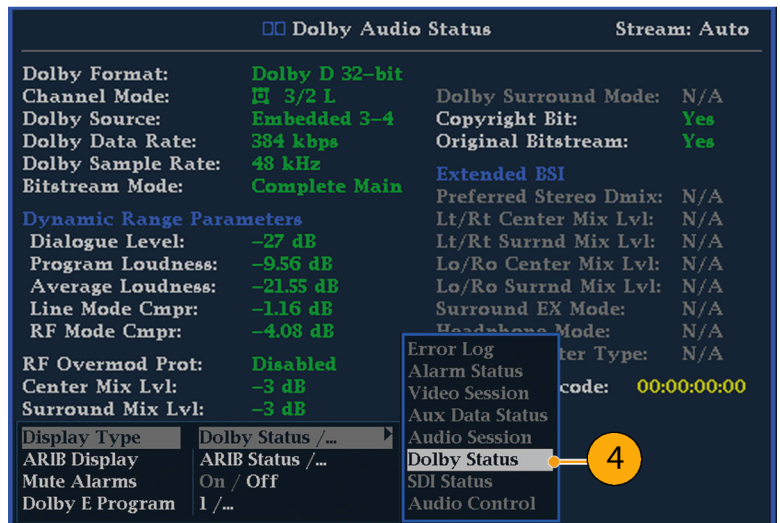 Dolby Audio Status Stream: Auto
Dolby Format: Dolby D 32-bit
Channel Mode: 3/2 L Dolby Surround Mode: N/A
Dolby Source: Embedded 3-4 Copyright Bit: Yes
Dolby Data Rate: 384 kbps Original Bitstream: Yes
Dolby Sample Rate: 48 kHz
Bitstream Mode: Complete Main
Extended BSI
Preferred Stereo Dmix: N/A
Dynamic Range Parameters Lt/Rt Center Mix Lvl: N/A
Dialogue Level: -27 dB Lt/Rt Surrnd Mix Lvl: N/A
Program Loudness: -9.56 dB Lo/Ro Center Mix Lvl: N/A
Average Loudness: -21.55 dB Lo/Ro Surrnd Mix Lvl: N/A
Line Mode Cmpr: -1.16 dB Surround EX Mode: N/A
RF Mode Cmpr: -4.08 dB Headphone Mode: N/A
ter Type: N/A
RF Overmod Prot: Disabled
Center Mix Lvl: -3 dB code: 00:00:00:00
Surround Mix Lvl: -3 dB
Display Type Dolby Status /...
ARIB Display ARIB Status /...
Mute Alarms On / Off
Dolby E Program 1 /...
Error Log
Alarm Status
Video Session
Aux Data Status
Audio Session
Dolby Status 4
SDI Status
Audio Control